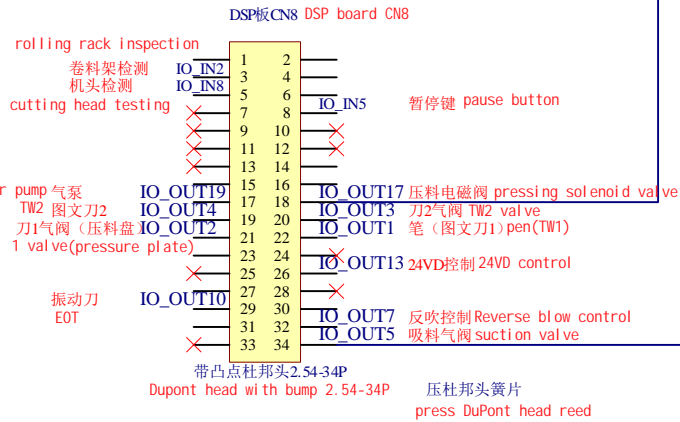 DSP板CN8 DSP board CN8
rolling rack inspection
1 2
卷料架检测 IO_IN2
3 4
机头检测 IO_IN8
5 6
cutting head testing
7 8 IO_IN5 暂停键 pause button
9 10
11 12
13 14
15 16
r pump 气泵 IO_OUT19 IO_OUT17 压料电磁阀 pressing solenoid valve
17 18
TW2 图文刀2 IO_OUT4 IO_OUT3 刀2气阀 TW2 valve
19 20
刀1气阀（压料盘） IO_OUT2 IO_OUT1 笔（图文刀1）pen(TW1)
21 22
1 valve(pressure plate)
23 24
IO_OUT13 24VD控制 24VD control
25 26
27 28
振动刀 IO_OUT10
29 30
EOT IO_OUT7 反吹控制 Reverse blow control
31 32
IO_OUT5 吸料气阀 suction valve
33 34
带凸点杜邦头2.54-34P
Dupont head with bump 2.54-34P
压杜邦头簧片
press DuPont head reed